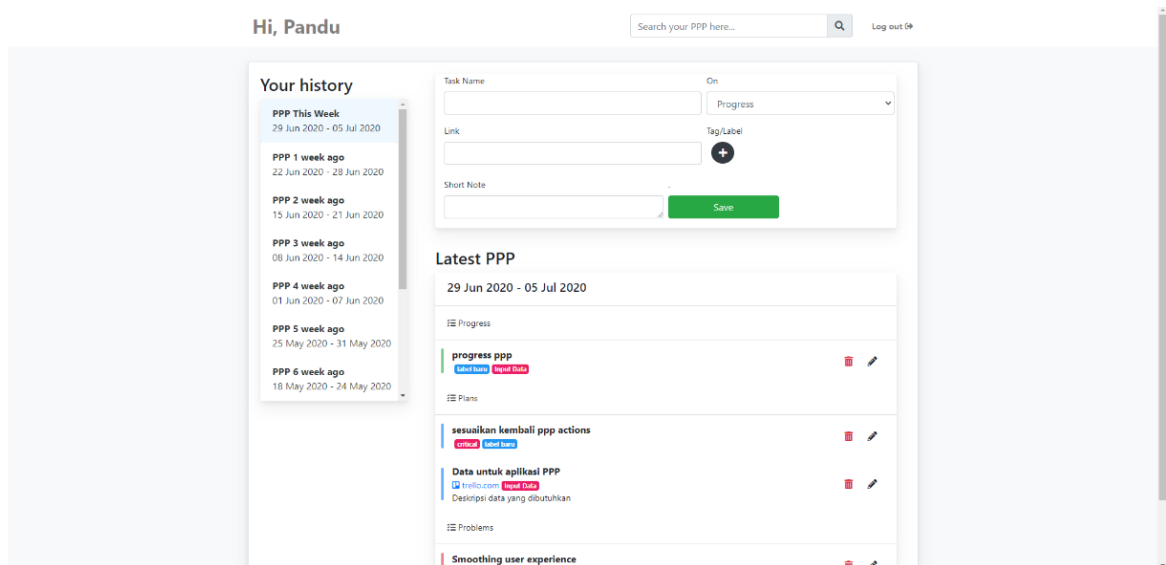 Hi, Pandu
Search your PPP here...
Log out
Your history
PPP This Week
29 Jun 2020 - 05 Jul 2020
PPP 1 week ago
22 Jun 2020 - 28 Jun 2020
PPP 2 week ago
15 Jun 2020 - 21 Jun 2020
PPP 3 week ago
08 Jun 2020 - 14 Jun 2020
PPP 4 week ago
01 Jun 2020 - 07 Jun 2020
PPP 5 week ago
25 May 2020 - 31 May 2020
PPP 6 week ago
18 May 2020 - 24 May 2020
Task Name
On
Progress
Link
Tag/Label
Short Note
.
Save
Latest PPP
29 Jun 2020 - 05 Jul 2020
Progress
progress ppp
label baru Input Data
Plans
sesuaikan kembali ppp actions
critical label baru
Data untuk aplikasi PPP
trello.com Input Data
Deskripsi data yang dibutuhkan
Problems
Smoothing user experience